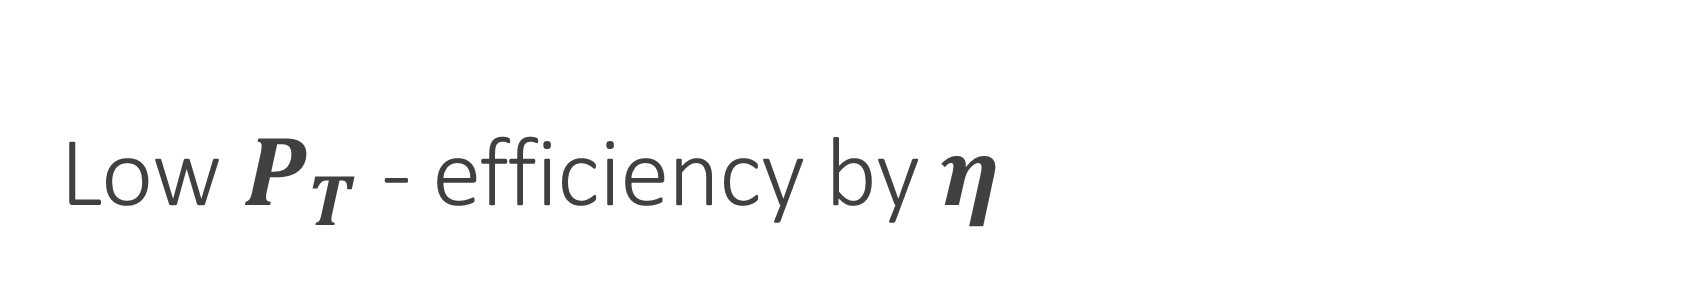 Low P_T - efficiency by η